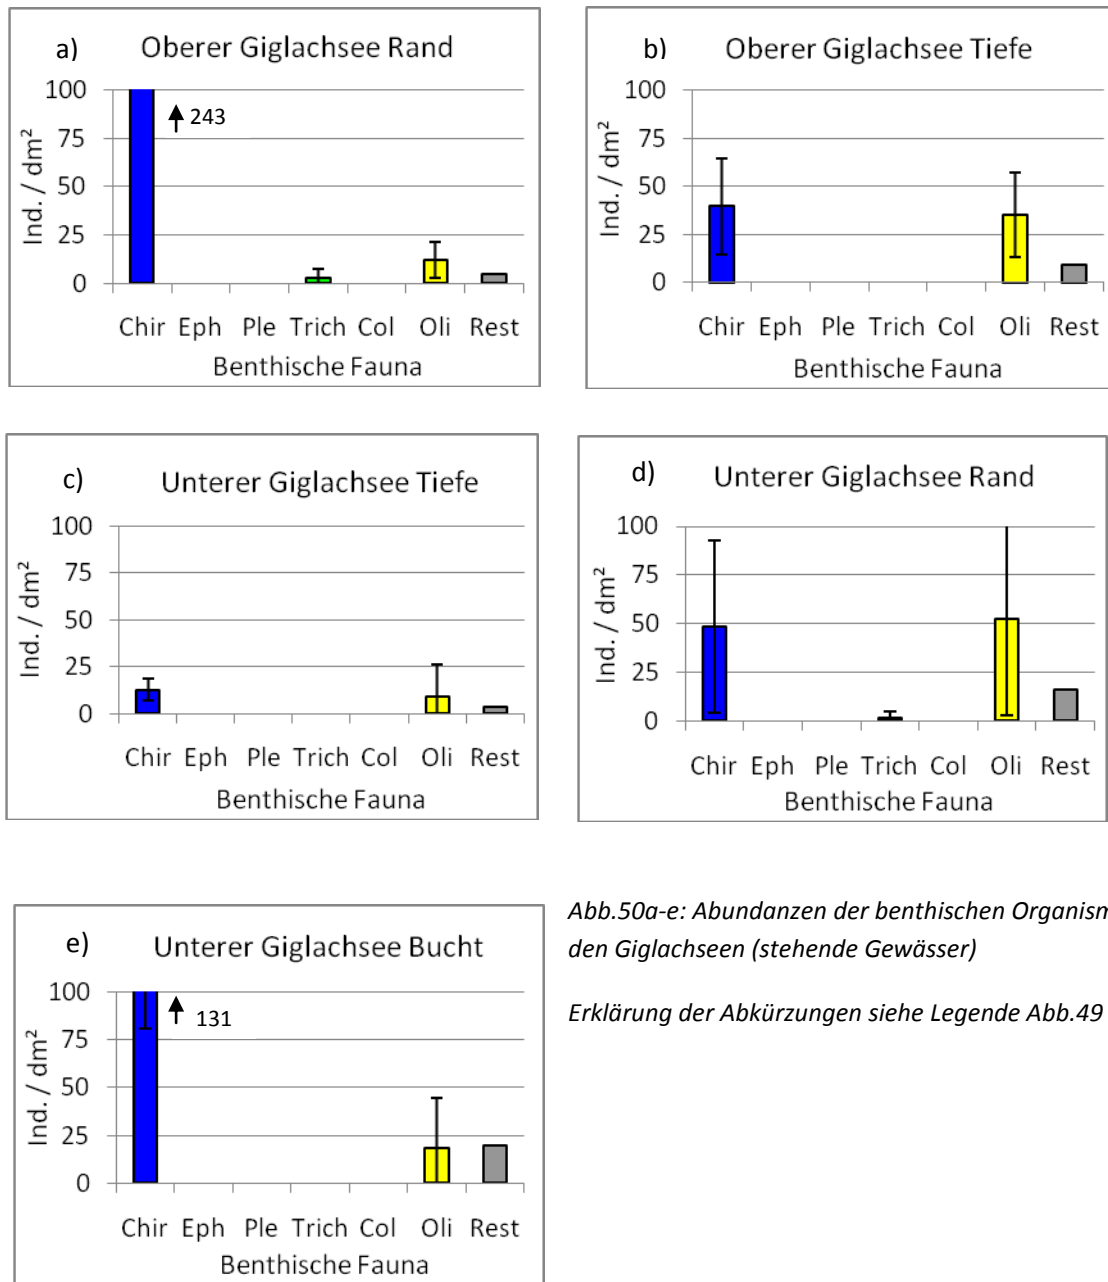 a) Oberer Giglachsee Rand
100
75
50
25
0
Ind. / dm²
243
Chir Eph Ple Trich Col Oli Rest
Benthische Fauna
b) Oberer Giglachsee Tiefe
100
75
50
25
0
Ind. / dm²
Chir Eph Ple Trich Col Oli Rest
Benthische Fauna
c) Unterer Giglachsee Tiefe
100
75
50
25
0
Ind. / dm²
Chir Eph Ple Trich Col Oli Rest
Benthische Fauna
d) Unterer Giglachsee Rand
100
75
50
25
0
Ind. / dm²
Chir Eph Ple Trich Col Oli Rest
Benthische Fauna
e) Unterer Giglachsee Bucht
100
75
50
25
0
Ind. / dm²
131
Chir Eph Ple Trich Col Oli Rest
Benthische Fauna
Abb.50a-e: Abundanzen der benthischen Organism
den Giglachseen (stehende Gewässer)
Erklärung der Abkürzungen siehe Legende Abb.49